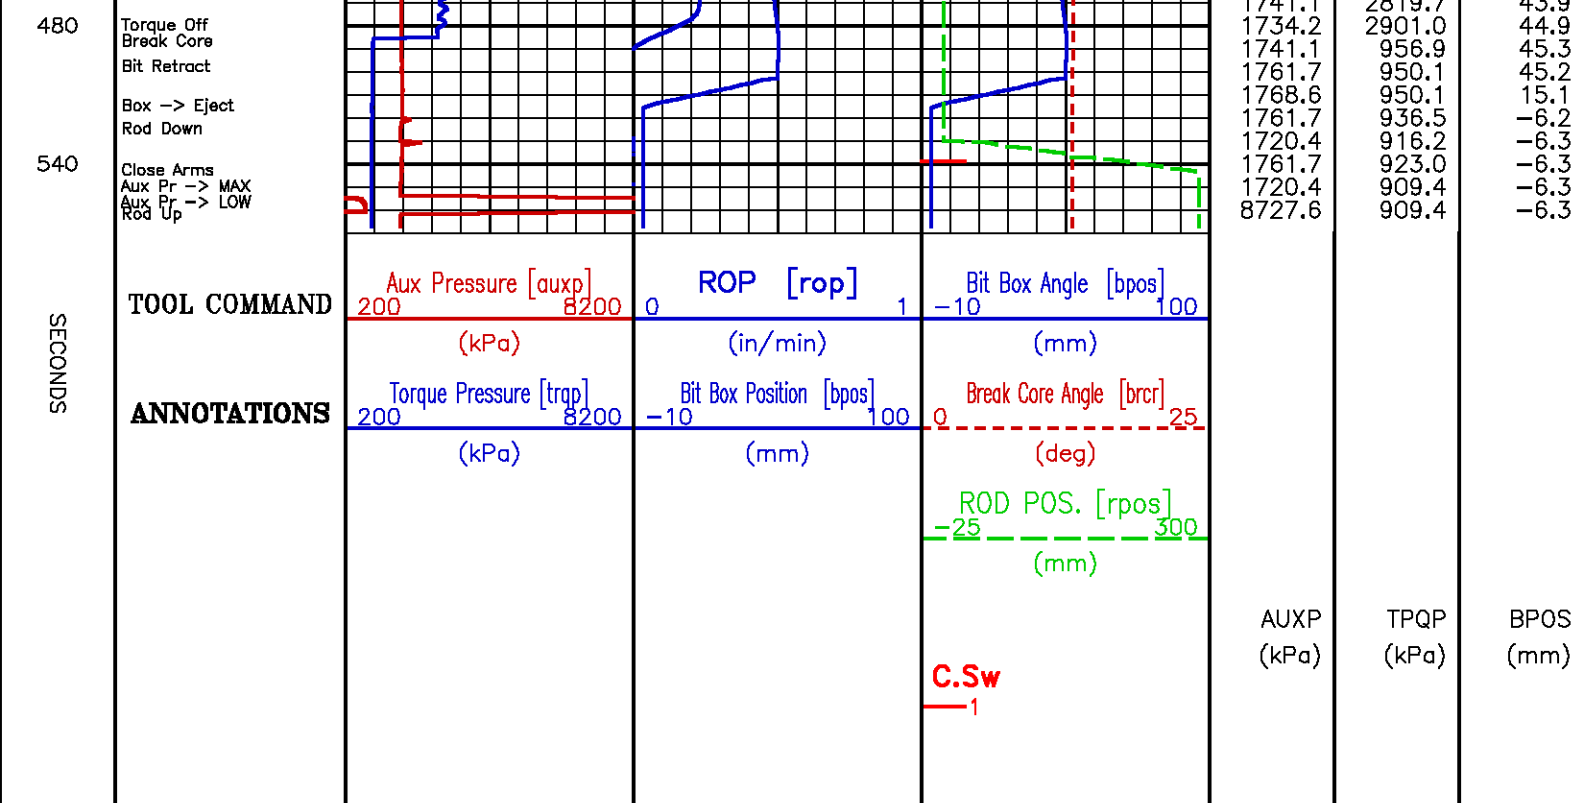 1741.1 2819.7 43.9
480 Torque Off 1734.2 2901.0 44.9
Break Core 1741.1 956.9 45.3
Bit Retract 1761.7 950.1 45.2
1768.6 950.1 15.1
Box -> Eject 1761.7 936.5 -6.2
Rod Down 1720.4 916.2 -6.3
540 Close Arms 1761.7 923.0 -6.3
Aux Pr -> MAX 1720.4 909.4 -6.3
Aux Pr -> LOW
Rod Up 8727.6 909.4 -6.3
SECONDS
TOOL COMMAND
ANNOTATIONS
Aux Pressure [auxp]
200 8200
(kPa)
Torque Pressure [trqp]
200 8200
(kPa)
ROP [rop]
0 1
(in/min)
Bit Box Position [bpos]
-10 100
(mm)
Bit Box Angle [bpos]
-10 100
(mm)
Break Core Angle [brcr]
0 25
(deg)
ROD POS. [rpos]
-25 300
(mm)
C.Sw
1
AUXP TPQP BPOS
(kPa) (kPa) (mm)